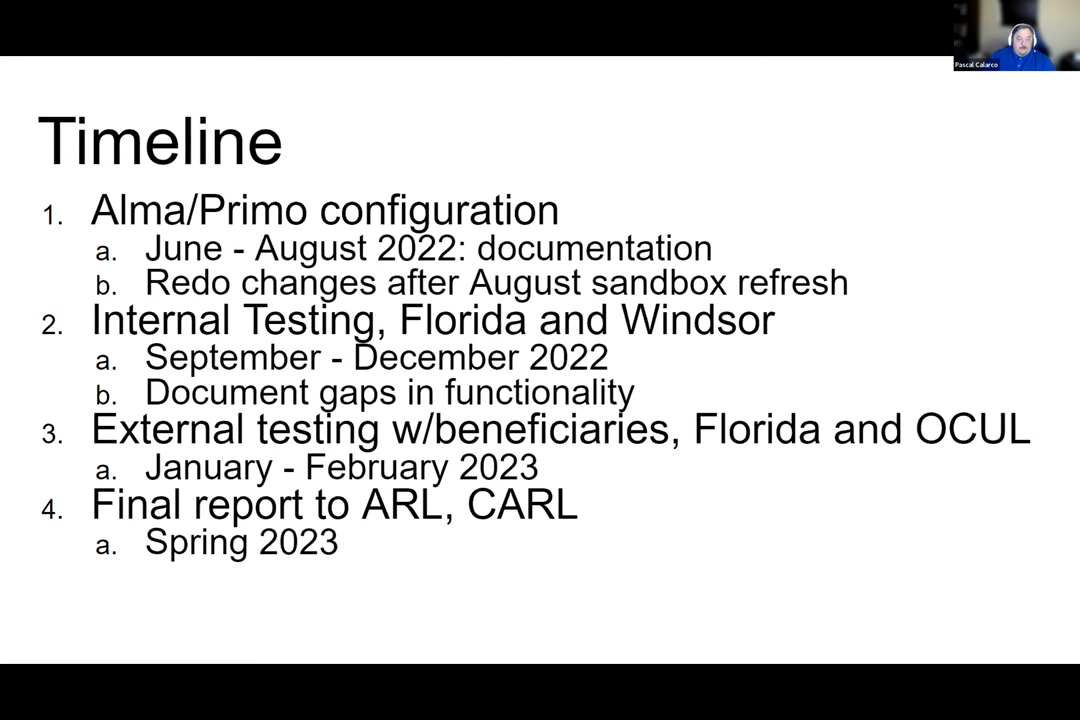 Pascal Calarco
Timeline
1. Alma/Primo configuration
a. June - August 2022: documentation
b. Redo changes after August sandbox refresh
2. Internal Testing, Florida and Windsor
a. September - December 2022
b. Document gaps in functionality
3. External testing w/beneficiaries, Florida and OCUL
a. January - February 2023
4. Final report to ARL, CARL
a. Spring 2023